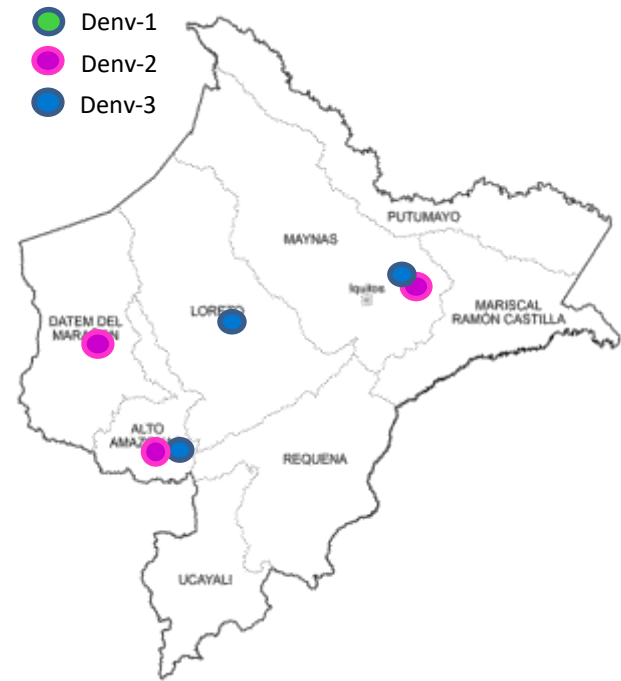 Denv-1
Denv-2
Denv-3
PUTUMAYO
MAYNAS
Iquitos
MARISCAL
RAMÓN CASTILLA
LORETO
DATEM DEL
ALTO
REQUENA
UCAYALI